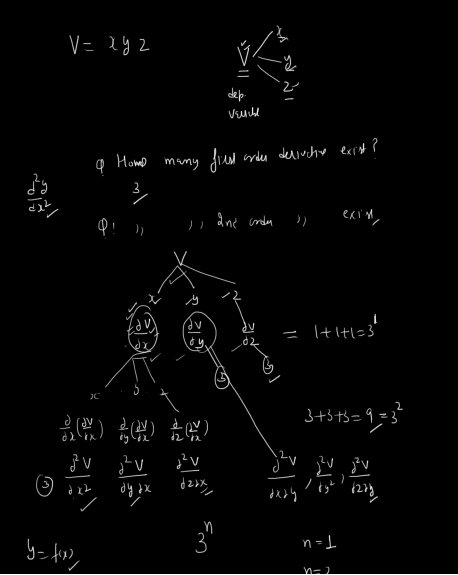 V = xyz
V x
y
z
dep.
Q How many first order derivative exist?
d²y/dx²
3
Q! ,, ,, 2nd order ,, exist
V
x y z
∂V/∂x ∂V/∂y ∂V/∂z = 1+1+1=3¹
3 3
x y z
∂/∂x(∂V/∂x) ∂/∂y(∂V/∂x) ∂/∂z(∂V/∂x)
3+3+3 = 9 = 3²
③ ∂²V/∂x² ∂²V/∂y∂x ∂²V/∂z∂x ∂²V/∂x∂y , ∂²V/∂y² , ∂²V/∂z∂y
3ⁿ
y = f(x) n = 1
n = 2